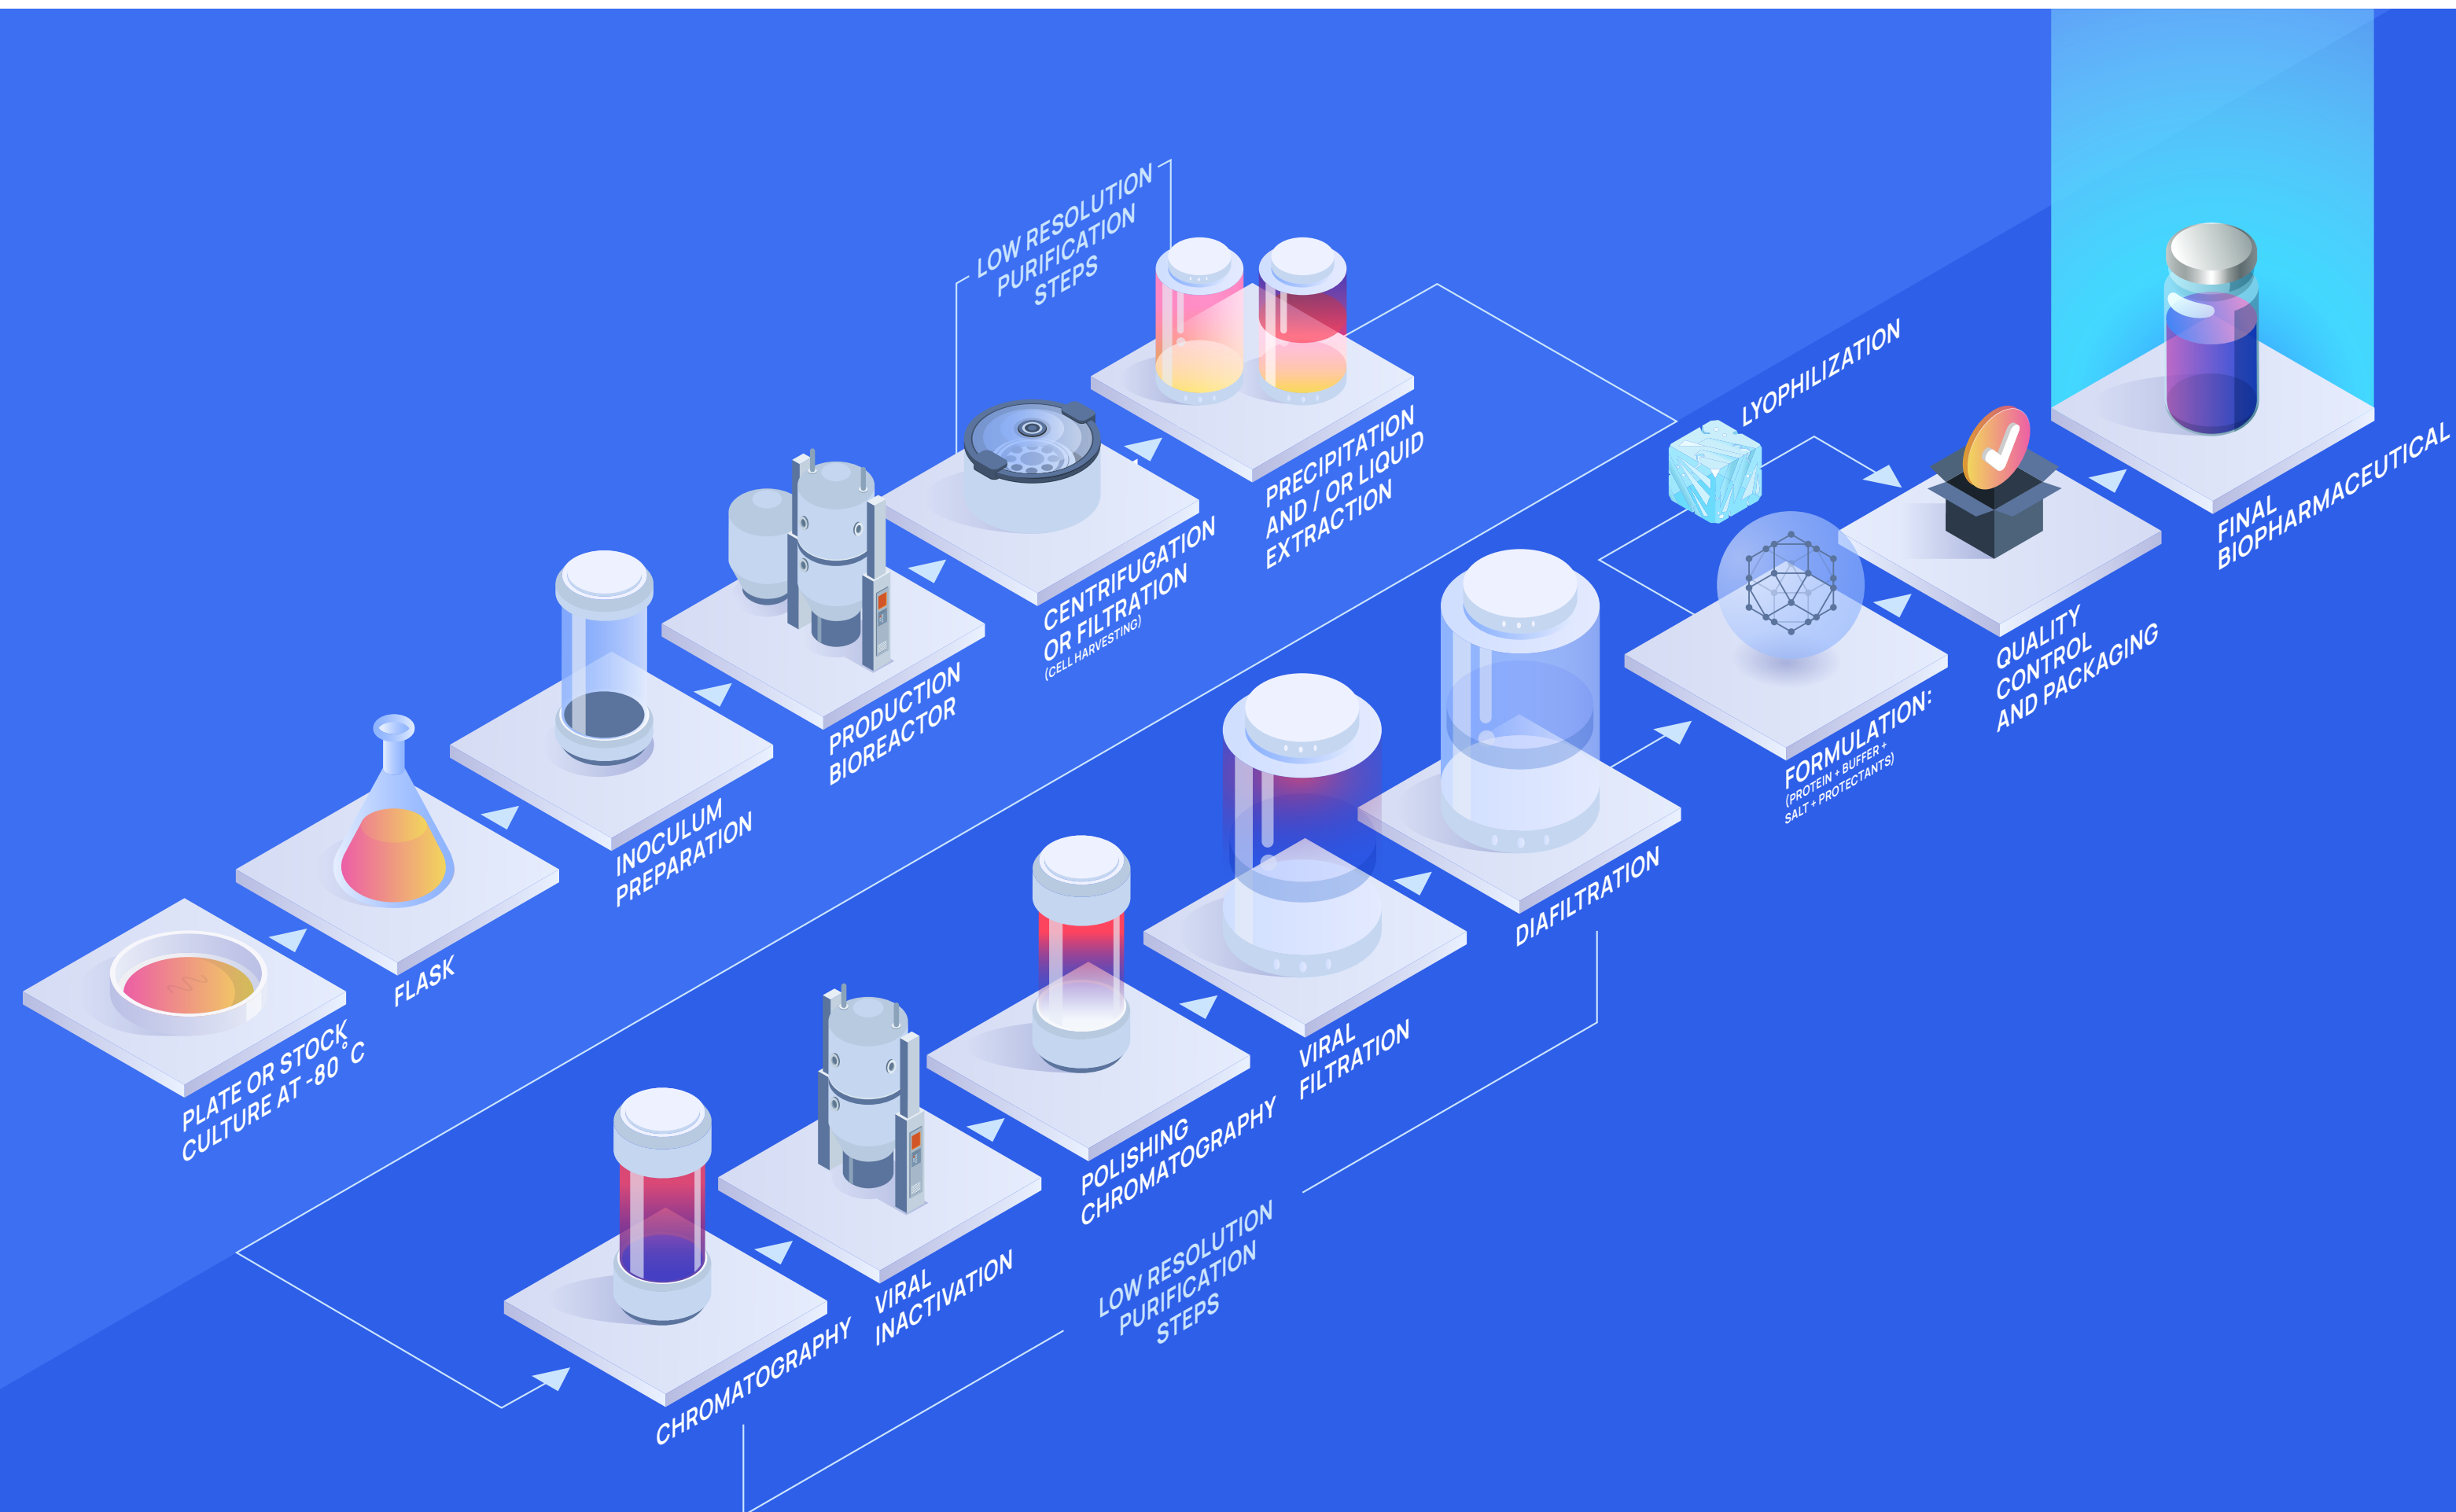 PLATE OR STOCK
CULTURE AT -80 °C
FLASK
INOCULUM
PREPARATION
PRODUCTION
BIOREACTOR
LOW RESOLUTION
PURIFICATION
STEPS
CENTRIFUGATION
OR FILTRATION
(CELL HARVESTING)
PRECIPITATION
AND / OR LIQUID
EXTRACTION
CHROMATOGRAPHY
VIRAL
INACTIVATION
POLISHING
CHROMATOGRAPHY
VIRAL
FILTRATION
DIAFILTRATION
LOW RESOLUTION
PURIFICATION
STEPS
FORMULATION:
(PROTEIN + BUFFER +
SALT + PROTECTANTS)
LYOPHILIZATION
QUALITY
CONTROL
AND PACKAGING
FINAL
BIOPHARMACEUTICAL